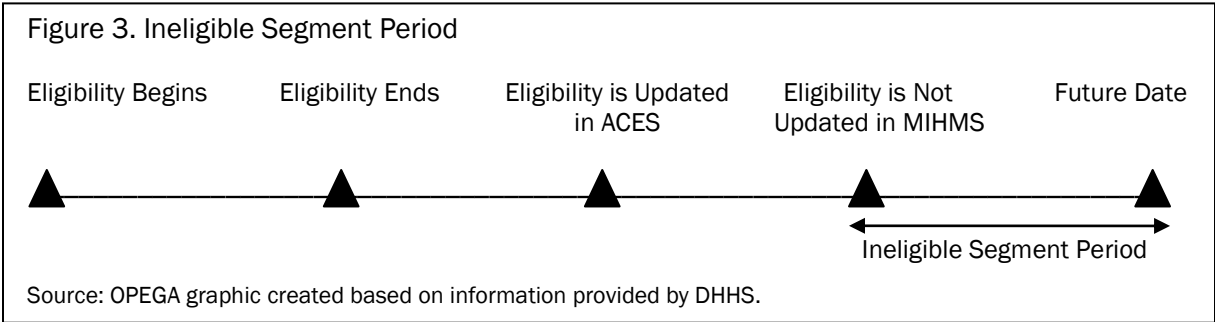 Figure 3. Ineligible Segment Period
Eligibility Begins Eligibility Ends Eligibility is Updated Eligibility is Not Future Date
in ACES Updated in MIHMS
Ineligible Segment Period
Source: OPEGA graphic created based on information provided by DHHS.